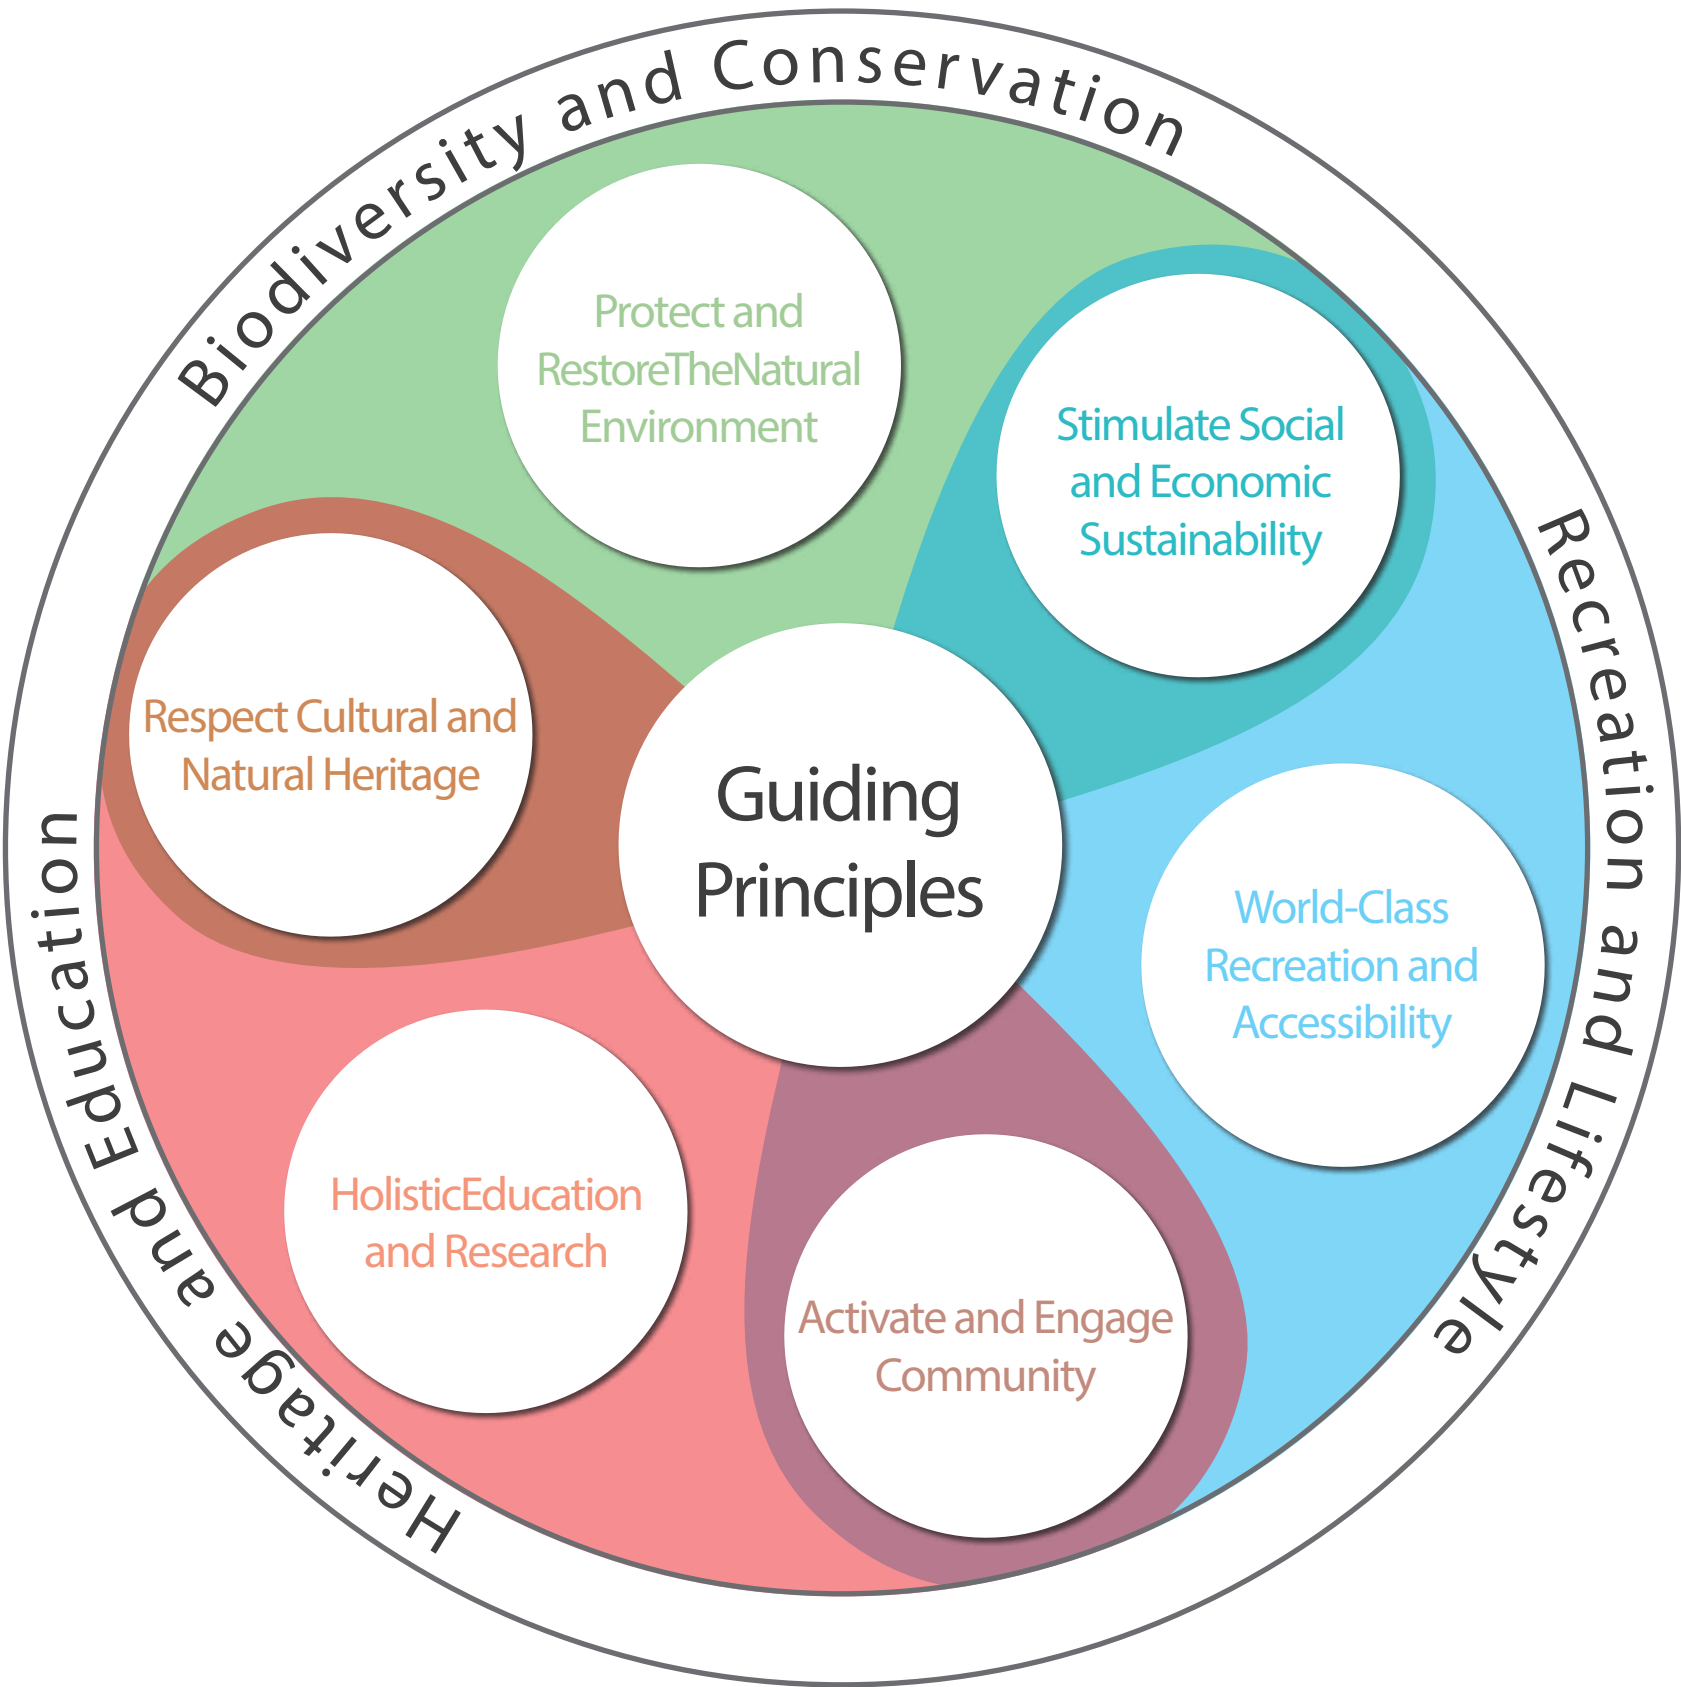 Biodiversity and Conservation
Protect and
RestoreTheNatural
Environment
Stimulate Social
and Economic
Sustainability
Respect Cultural and
Natural Heritage
Guiding
Principles
World-Class
Recreation and
Accessibility
HolisticEducation
and Research
Activate and Engage
Community
Recreation and Lifestyle
Heritage and Education